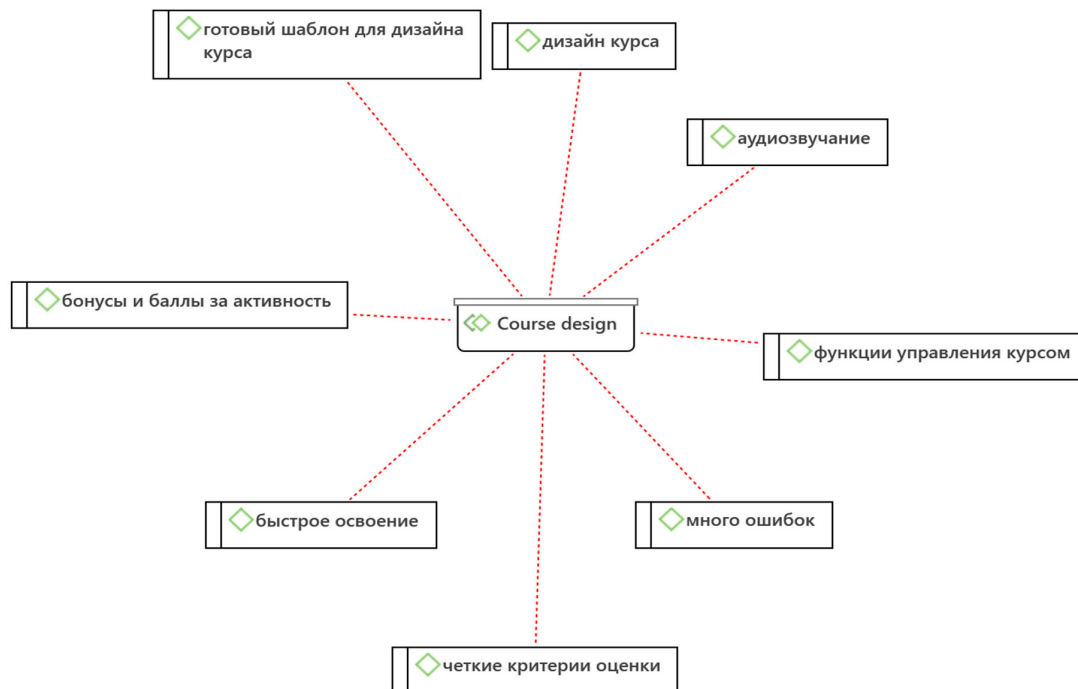 готовый шаблон для дизайна
курса
дизайн курса
аудиозвучание
бонусы и баллы за активность
Course design
функции управления курсом
быстрое освоение
много ошибок
четкие критерии оценки